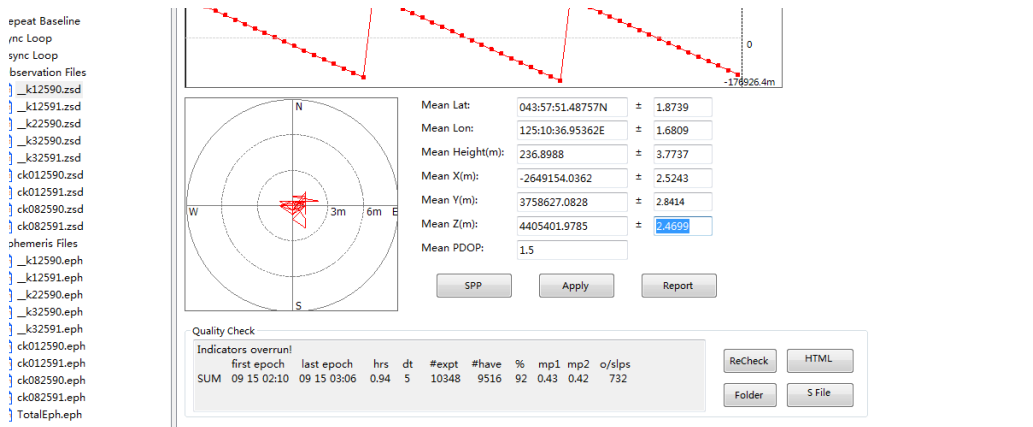 epeat Baseline
ync Loop
sync Loop
bservation Files
__k12590.zsd
__k12591.zsd
__k22590.zsd
__k32590.zsd
__k32591.zsd
ck012590.zsd
ck012591.zsd
ck082590.zsd
ck082591.zsd
phemeris Files
__k12590.eph
__k12591.eph
__k22590.eph
__k32590.eph
__k32591.eph
ck012590.eph
ck012591.eph
ck082590.eph
ck082591.eph
TotalEph.eph
0
-176926.4m
N
W 3m 6m E
S
Mean Lat: 043:57:51.48757N ± 1.8739
Mean Lon: 125:10:36.95362E ± 1.6809
Mean Height(m): 236.8988 ± 3.7737
Mean X(m): -2649154.0362 ± 2.5243
Mean Y(m): 3758627.0828 ± 2.8414
Mean Z(m): 4405401.9785 ± 2.4699
Mean PDOP: 1.5
SPP Apply Report
Quality Check
Indicators overrun!
first epoch last epoch hrs dt #expt #have % mp1 mp2 o/slps
SUM 09 15 02:10 09 15 03:06 0.94 5 10348 9516 92 0.43 0.42 732
ReCheck HTML
Folder S File